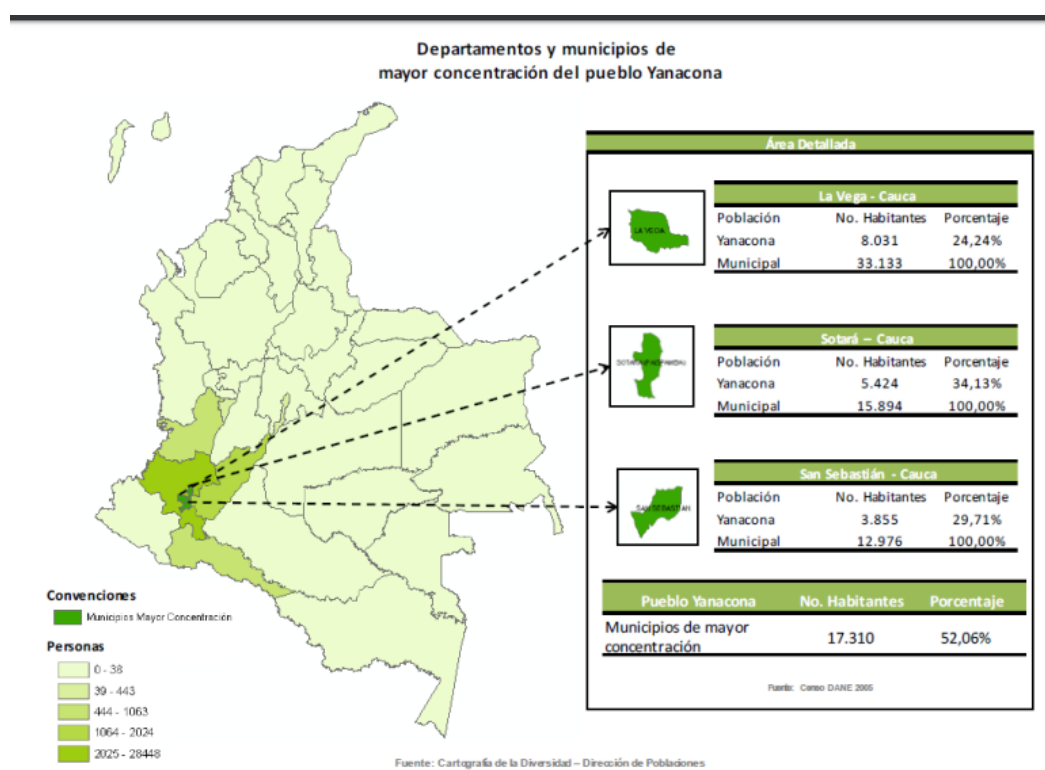 Departamentos y municipios de
mayor concentración del pueblo Yanacona
Área Detallada
La Vega - Cauca
Población No. Habitantes Porcentaje
Yanacona 8.031 24,24%
Municipal 33.133 100,00%
LA VEGA
Sotará – Cauca
Población No. Habitantes Porcentaje
Yanacona 5.424 34,13%
Municipal 15.894 100,00%
San Sebastián - Cauca
Población No. Habitantes Porcentaje
Yanacona 3.855 29,71%
Municipal 12.976 100,00%
SAN SEBASTIAN
Pueblo Yanacona No. Habitantes Porcentaje
Municipios de mayor
concentración 17.310 52,06%
Fuente: Censo DANE 2005
Convenciones
Municipios Mayor Concentración
Personas
0 - 38
39 - 443
444 - 1063
1064 - 2024
2025 - 28448
Fuente: Cartografía de la Diversidad – Dirección de Poblaciones